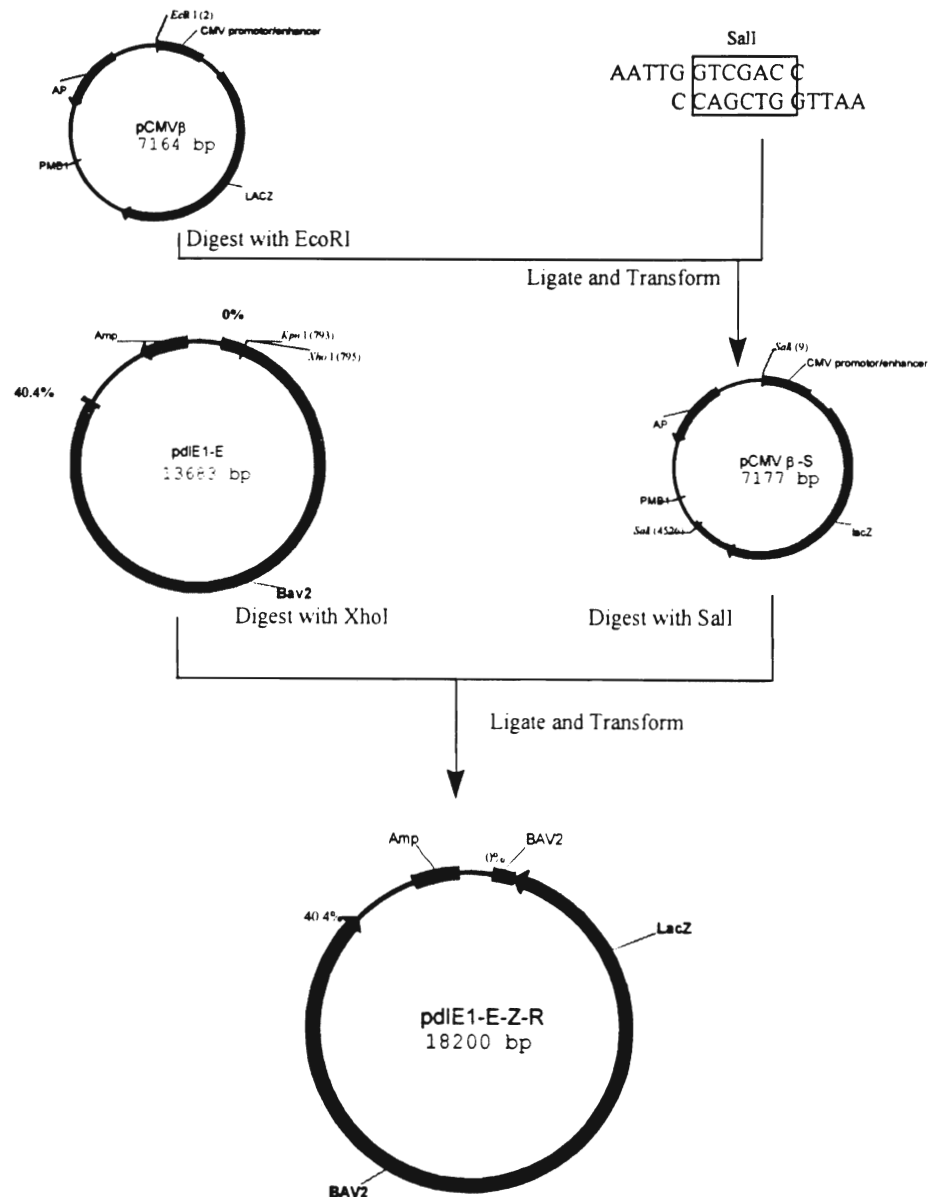 EcoR I (2)
CMV promotor/enhancer
AP
pCMVβ
7164 bp
PMB1
LACZ
SalI
AATTG GTCGAC C
C CAGCTG GTTAA
Digest with EcoRI
Ligate and Transform
0%
Amp
Kpn I (793)
Xho I (795)
40.4%
pdlE1-E
13683 bp
Bav2
Sal I (9)
CMV promotor/enhancer
AP
pCMV β-S
7177 bp
PMB1
Sal I (4526)
lacZ
Digest with XhoI
Digest with SalI
Ligate and Transform
Amp
0%
BAV2
40.4%
LacZ
pdlE1-E-Z-R
18200 bp
BAV2